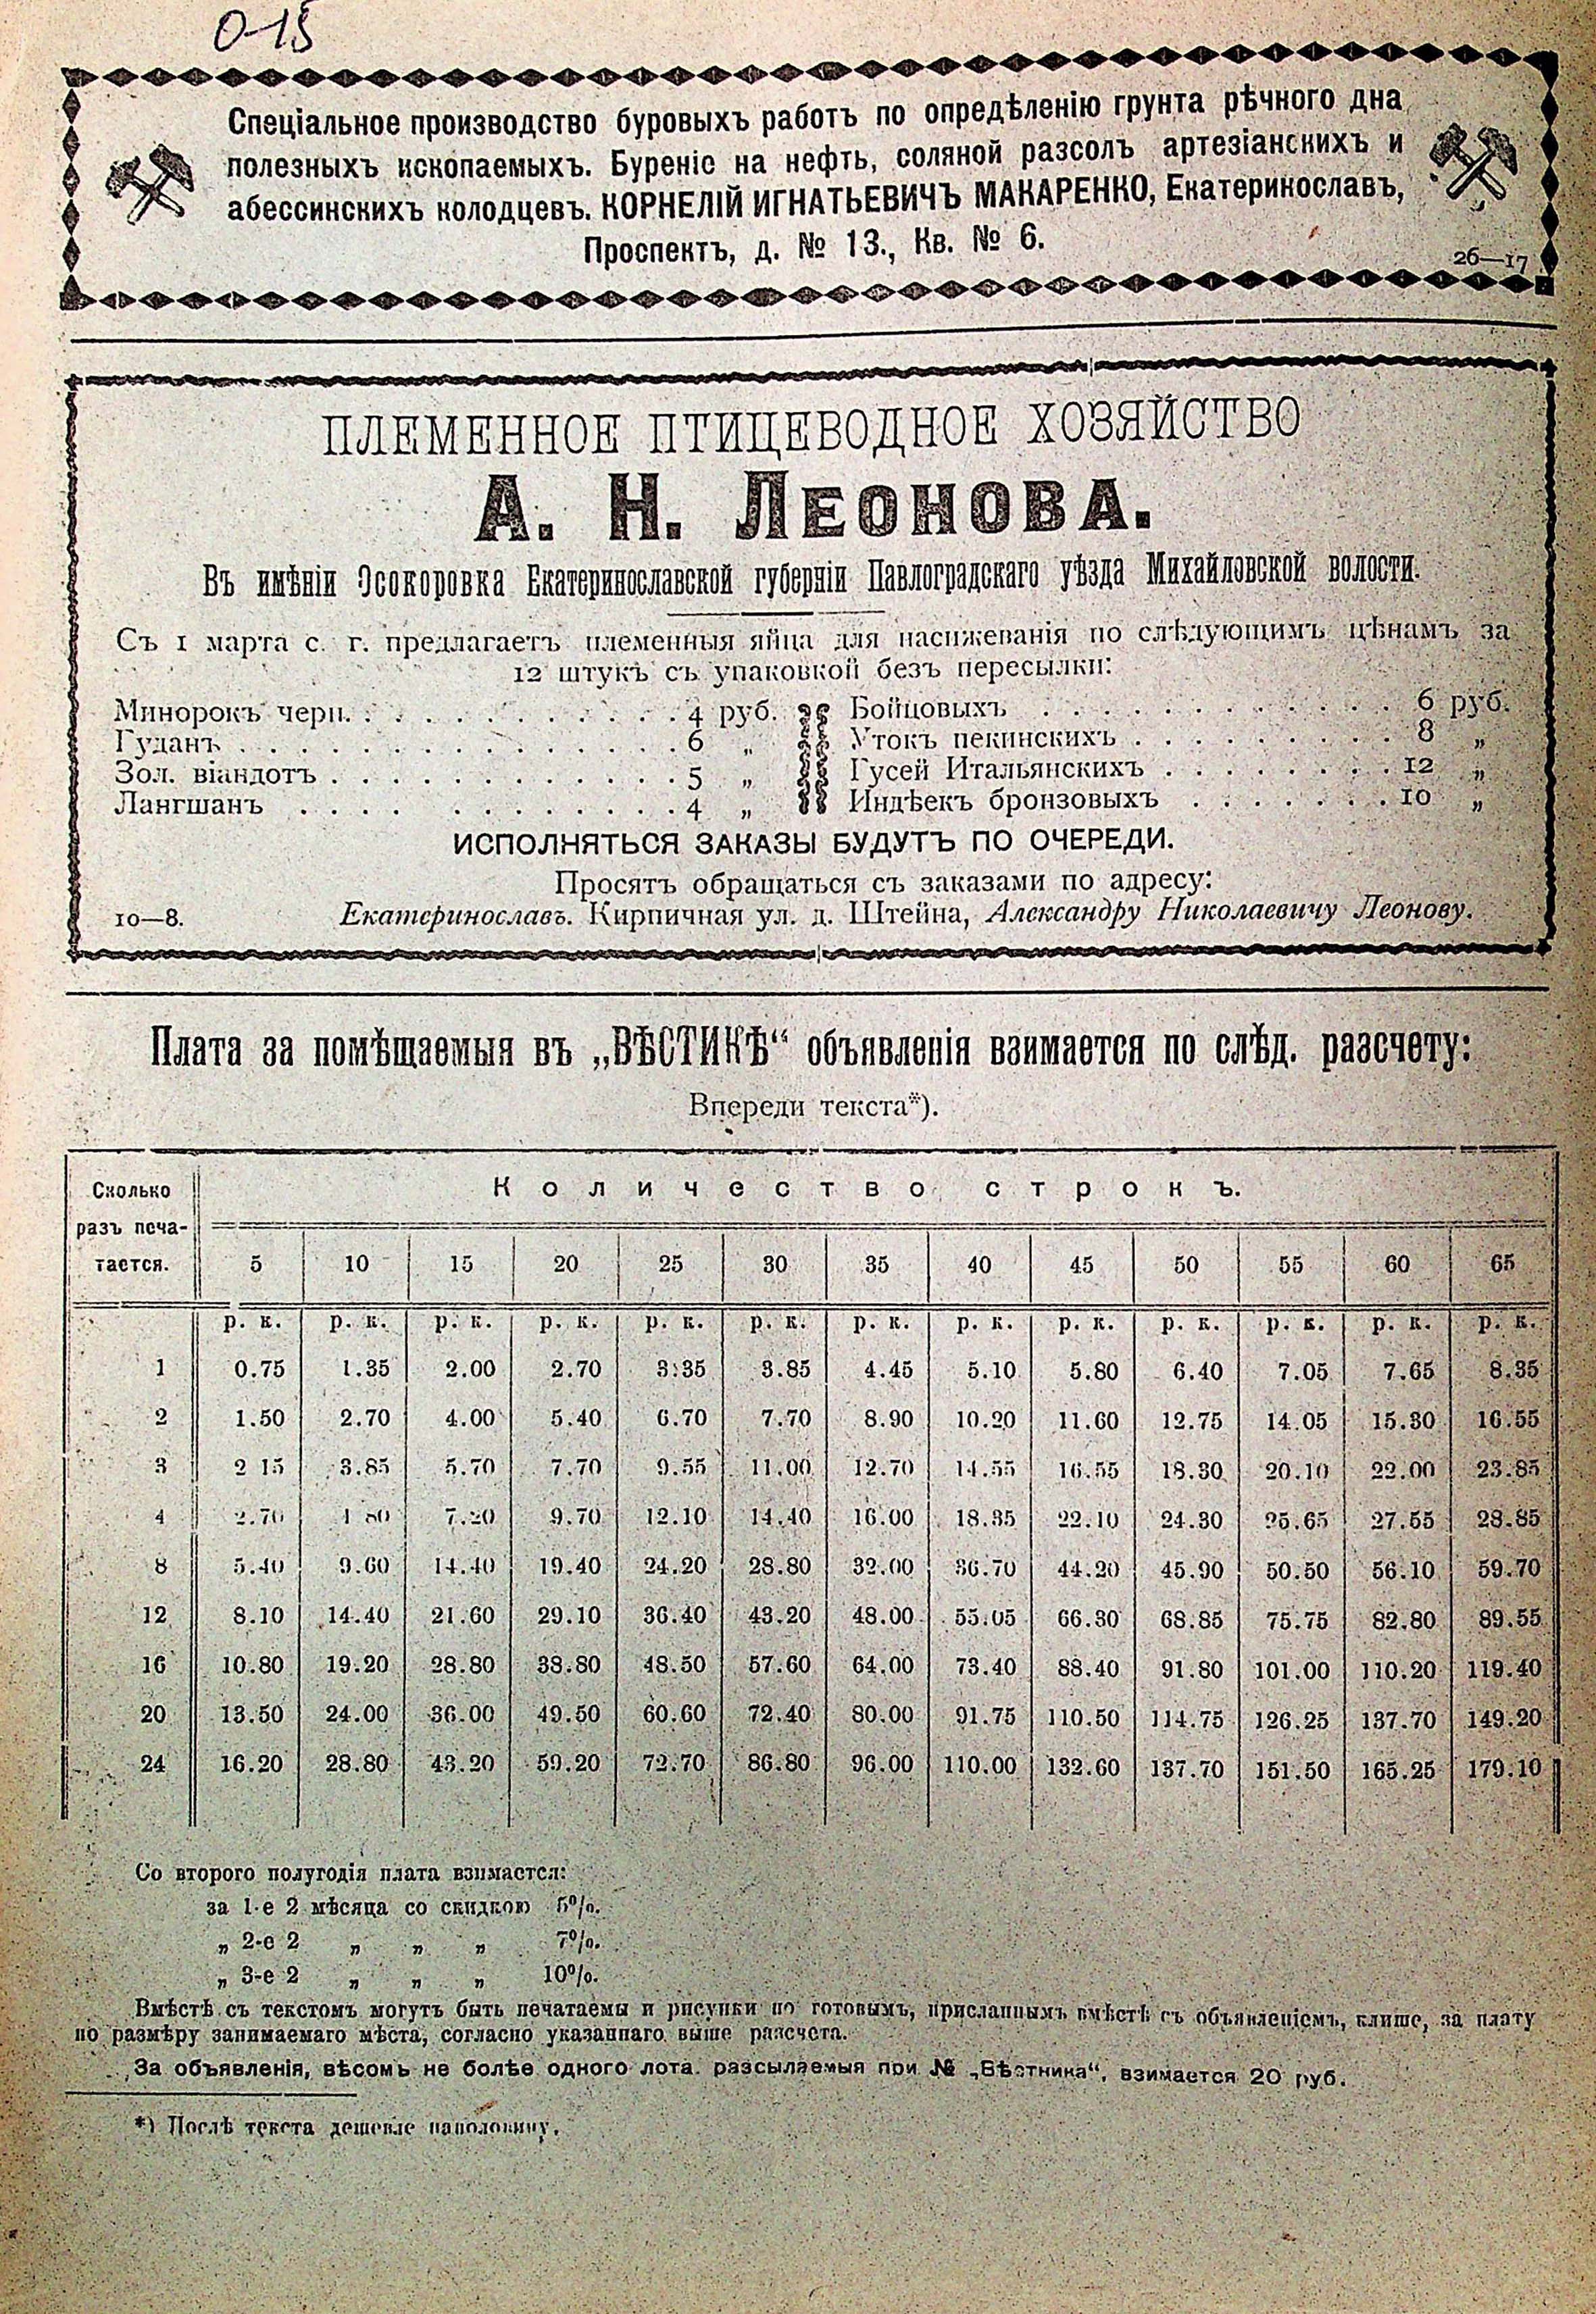 0-15
Спеціальное производство буровыхъ работъ по опредѣленію грунта рѣчного дна
полезныхъ ископаемыхъ. Буреніе на нефть, соляной разсолъ артезіанскихъ и
абессинскихъ колодцевъ. КОРНЕЛІЙ ИГНАТЬЕВИЧЪ МАКАРЕНКО, Екатеринославъ,
Проспектъ, д. № 13., Кв. № 6.
26—17
ПЛЕМЕННОЕ ПТИЦЕВОДНОЕ ХОЗЯЙСТВО
А. Н. ЛЕОНОВА.
Въ имѣніи Осокоровка Екатеринославской губерніи Павлоградскаго уѣзда Михайловской волости.
Съ 1 марта с. г. предлагаетъ племенныя яйца для насиживанія по слѣдующимъ цѣнамъ за
12 штукъ съ упаковкой безъ пересылки:
Минорокъ черн. . . . . . . . . . . . 4 руб. Бойцовыхъ . . . . . . . . . . . . 6 руб.
Гуданъ . . . . . . . . . . . . . . . 6 „ Утокъ пекинскихъ . . . . . . . . . 8 „
Зол. віандотъ . . . . . . . . . . . . 5 „ Гусей Итальянскихъ . . . . . . . . 12 „
Лангшанъ . . . . . . . . . . . . 4 „ Индѣекъ бронзовыхъ . . . . . . . 10 „
ИСПОЛНЯТЬСЯ ЗАКАЗЫ БУДУТЪ ПО ОЧЕРЕДИ.
Просятъ обращаться съ заказами по адресу:
10—8. Екатеринославъ. Кирпичная ул. д. Штейна, Александру Николаевичу Леонову.
Плата за помѣщаемыя въ „ВѢСТИКѢ“ объявленія взимается по слѣд. разсчету:
Впереди текста*).
Сколько
разъ печа-
тается.
Количество строкъ.
5 10 15 20 25 30 35 40 45 50 55 60 65
р. к. р. к. р. к. р. к. р. к. р. к. р. к. р. к. р. к. р. к. р. к. р. к. р. к.
1 0.75 1.35 2.00 2.70 3.35 3.85 4.45 5.10 5.80 6.40 7.05 7.65 8.35
2 1.50 2.70 4.00 5.40 6.70 7.70 8.90 10.20 11.60 12.75 14.05 15.30 16.55
3 2 15 3.85 5.70 7.70 9.55 11.00 12.70 14.55 16.55 18.30 20.10 22.00 23.85
4 2.70 7.20 9.70 12.10 14.40 16.00 18.35 22.10 24.30 25.65 27.55 28.85
8 5.40 9.60 14.40 19.40 24.20 28.80 32.00 36.70 44.20 45.90 50.50 56.10 59.70
12 8.10 14.40 21.60 29.10 36.40 43.20 48.00 55.05 66.30 68.85 75.75 82.80 89.55
16 10.80 19.20 28.80 38.80 48.50 57.60 64.00 73.40 88.40 91.80 101.00 110.20 119.40
20 13.50 24.00 36.00 49.50 60.60 72.40 80.00 91.75 110.50 114.75 126.25 137.70 149.20
24 16.20 28.80 43.20 59.20 72.70 86.80 96.00 110.00 132.60 137.70 151.50 165.25 179.10
Со второго полугодія плата взимается:
за 1-е 2 мѣсяца со скидкою 5%.
„ 2-е 2 „ „ „ 7%.
„ 3-е 2 „ „ „ 10%.
Вмѣстѣ съ текстомъ могутъ быть печатаемы и рисунки по готовымъ, присланнымъ вмѣстѣ съ объявленіемъ, клише, за плату
по размѣру занимаемаго мѣста, согласно указаннаго выше разсчета.
За объявленія, вѣсомъ не болѣе одного лота. разсылаемыя при № „Вѣстника“, взимается 20 руб.
*) Послѣ текста дешевле наполовину.